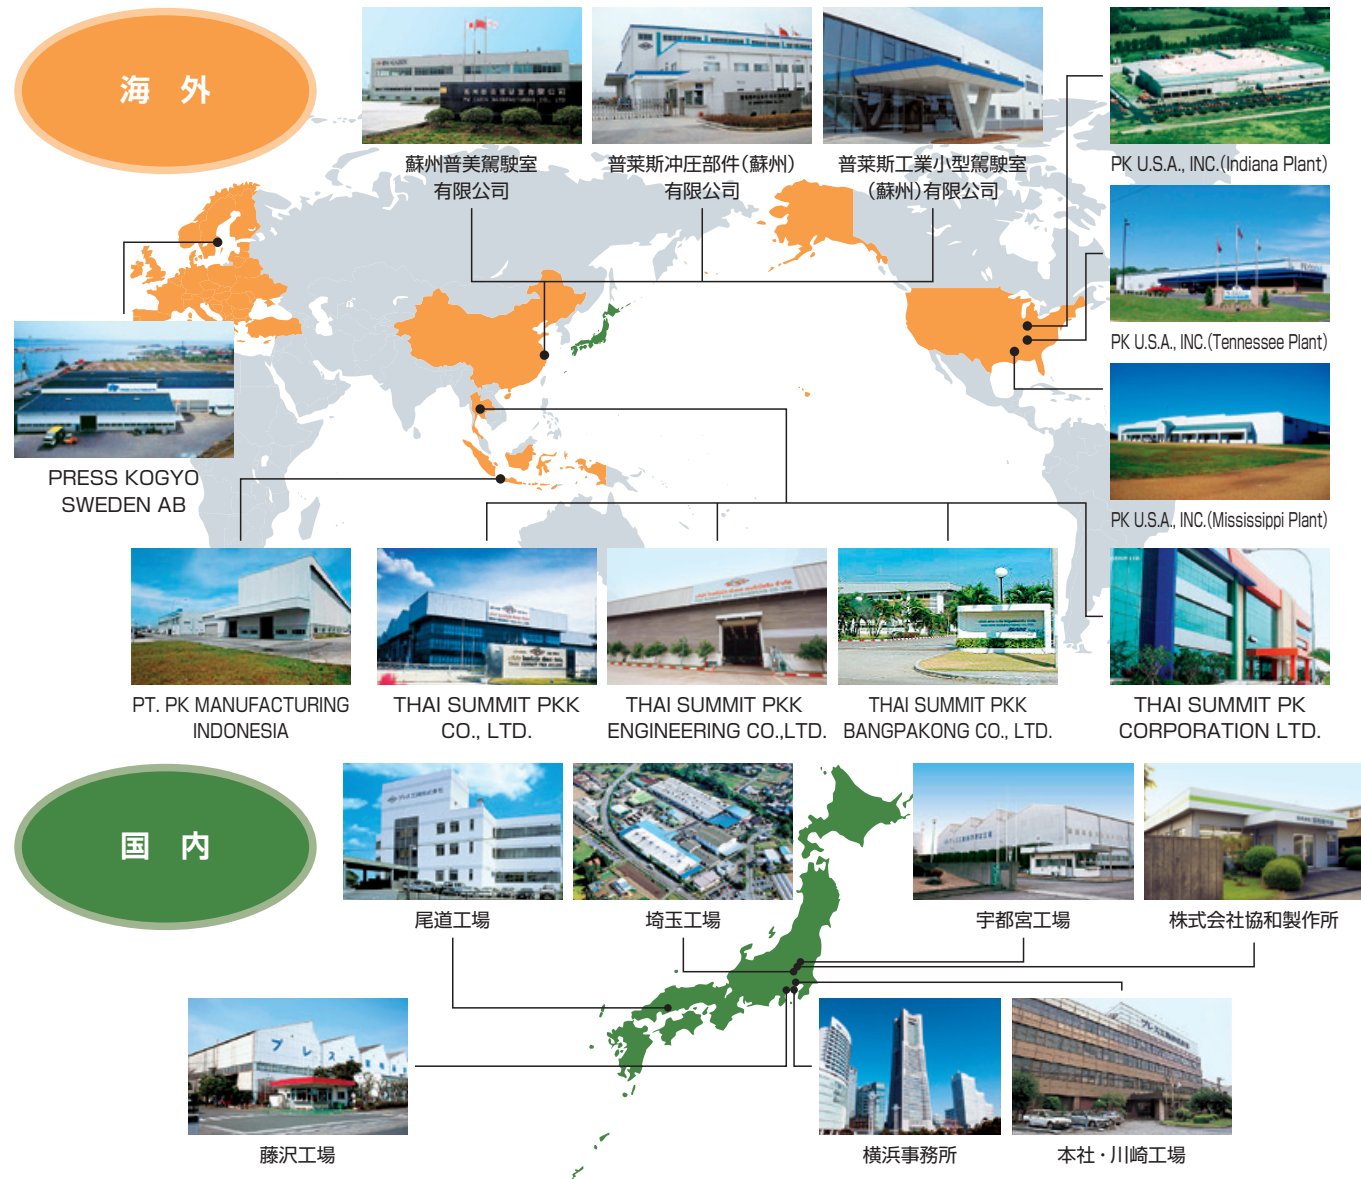 海 外
蘇州普美駕駛室
有限公司
普莱斯冲圧部件(蘇州)
有限公司
普莱斯工業小型駕駛室
(蘇州)有限公司
PK U.S.A., INC.(Indiana Plant)
PK U.S.A., INC.(Tennessee Plant)
PK U.S.A., INC.(Mississippi Plant)
PRESS KOGYO
SWEDEN AB
PT. PK MANUFACTURING
INDONESIA
THAI SUMMIT PKK
CO., LTD.
THAI SUMMIT PKK
ENGINEERING CO.,LTD.
THAI SUMMIT PKK
BANGPAKONG CO., LTD.
THAI SUMMIT PK
CORPORATION LTD.
国 内
尾道工場
埼玉工場
宇都宮工場
株式会社協和製作所
藤沢工場
横浜事務所
本社・川崎工場